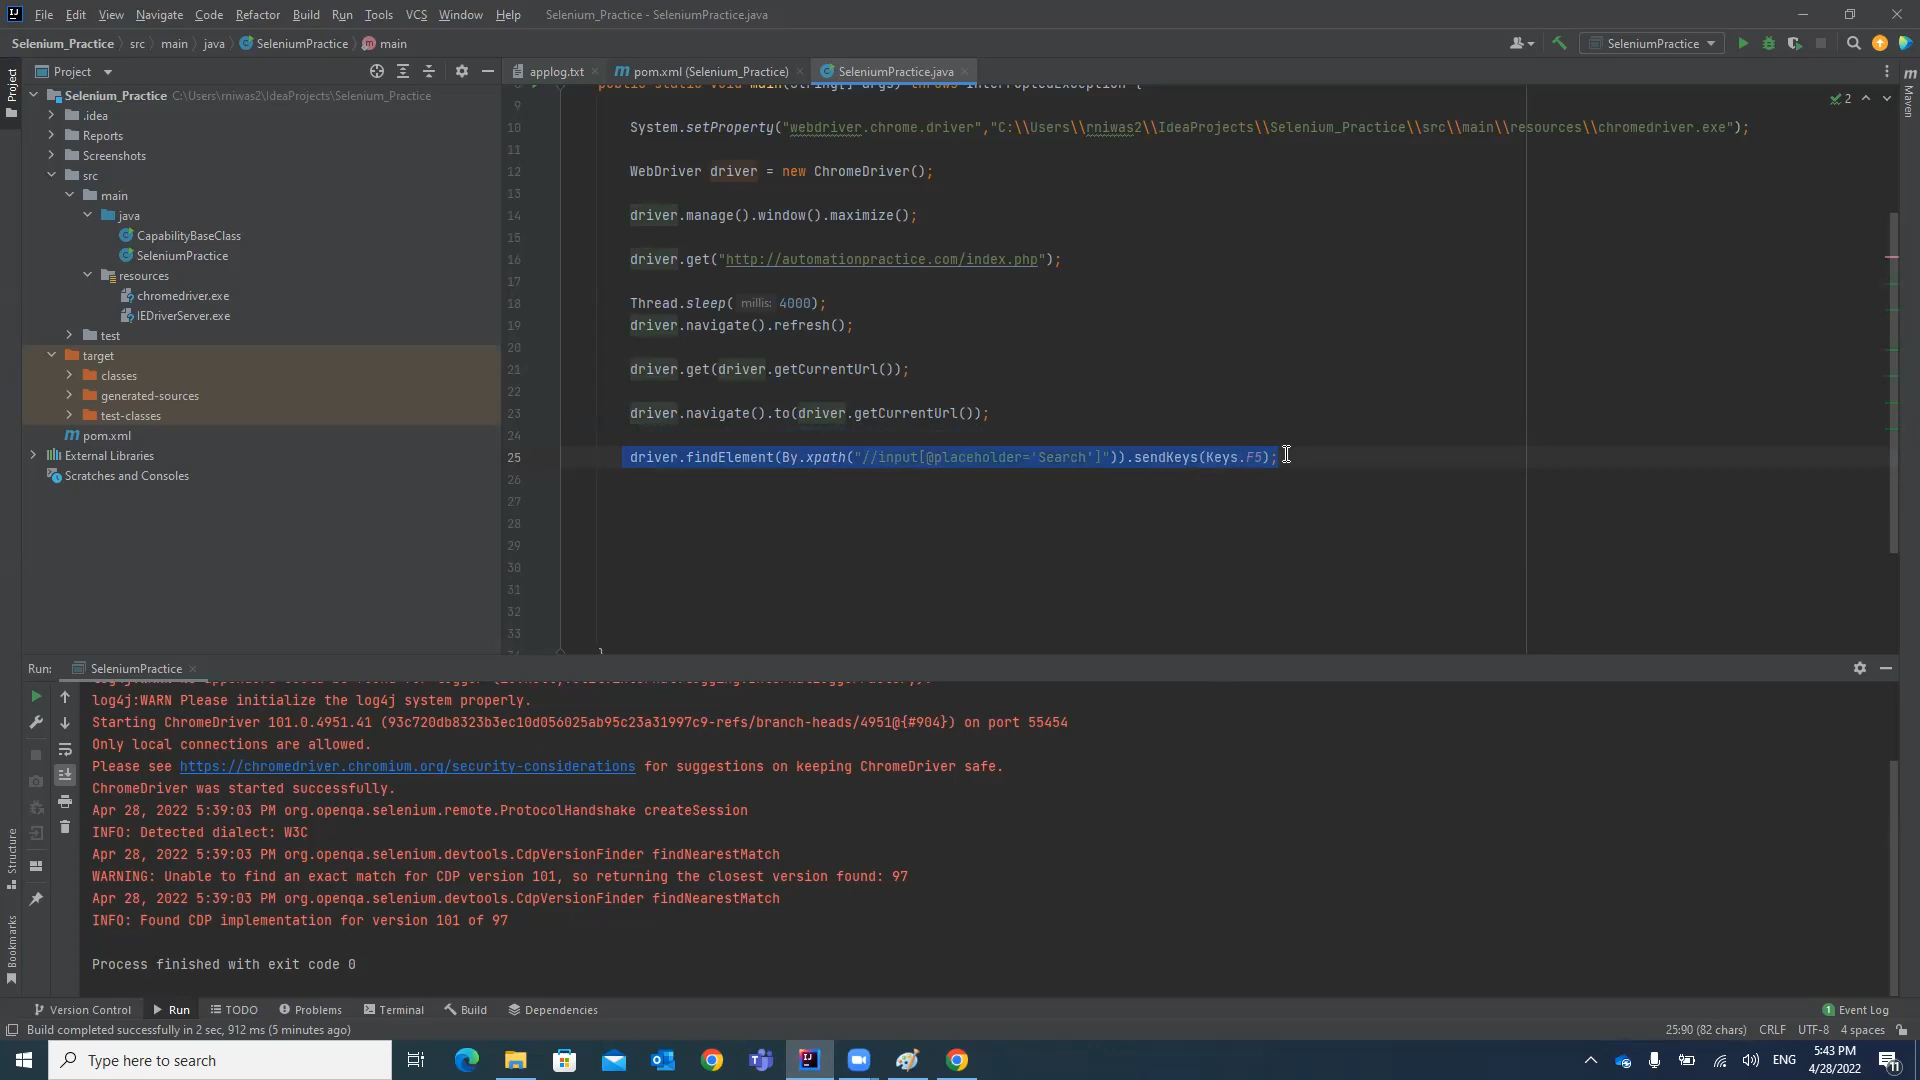 File Edit View Navigate Code Refactor Build Run Tools VCS Window Help Selenium_Practice - SeleniumPractice.java
Selenium_Practice src main java SeleniumPractice main SeleniumPractice
Project applog.txt pom.xml (Selenium_Practice) SeleniumPractice.java
Project
Maven
Selenium_Practice C:\Users\rniwas2\IdeaProjects\Selenium_Practice
.idea
Reports
Screenshots
src
main
java
CapabilityBaseClass
SeleniumPractice
resources
chromedriver.exe
IEDriverServer.exe
test
target
classes
generated-sources
test-classes
pom.xml
External Libraries
Scratches and Consoles
2
9
10 System.setProperty("webdriver.chrome.driver","C:\\Users\\rniwas2\\IdeaProjects\\Selenium_Practice\\src\\main\\resources\\chromedriver.exe");
11
12 WebDriver driver = new ChromeDriver();
13
14 driver.manage().window().maximize();
15
16 driver.get("http://automationpractice.com/index.php");
17
18 Thread.sleep( millis: 4000);
19 driver.navigate().refresh();
20
21 driver.get(driver.getCurrentUrl());
22
23 driver.navigate().to(driver.getCurrentUrl());
24
25 driver.findElement(By.xpath("//input[@placeholder='Search']")).sendKeys(Keys.F5);
26
27
28
29
30
31
32
33
Run: SeleniumPractice
log4j:WARN Please initialize the log4j system properly.
Starting ChromeDriver 101.0.4951.41 (93c720db8323b3ec10d056025ab95c23a31997c9-refs/branch-heads/4951@{#904}) on port 55454
Only local connections are allowed.
Please see https://chromedriver.chromium.org/security-considerations for suggestions on keeping ChromeDriver safe.
ChromeDriver was started successfully.
Apr 28, 2022 5:39:03 PM org.openqa.selenium.remote.ProtocolHandshake createSession
INFO: Detected dialect: W3C
Apr 28, 2022 5:39:03 PM org.openqa.selenium.devtools.CdpVersionFinder findNearestMatch
WARNING: Unable to find an exact match for CDP version 101, so returning the closest version found: 97
Apr 28, 2022 5:39:03 PM org.openqa.selenium.devtools.CdpVersionFinder findNearestMatch
INFO: Found CDP implementation for version 101 of 97
Process finished with exit code 0
Structure
Bookmarks
Version Control Run TODO Problems Terminal Build Dependencies 1 Event Log
Build completed successfully in 2 sec, 912 ms (5 minutes ago) 25:90 (82 chars) CRLF UTF-8 4 spaces
Type here to search ENG 5:43 PM
4/28/2022 11